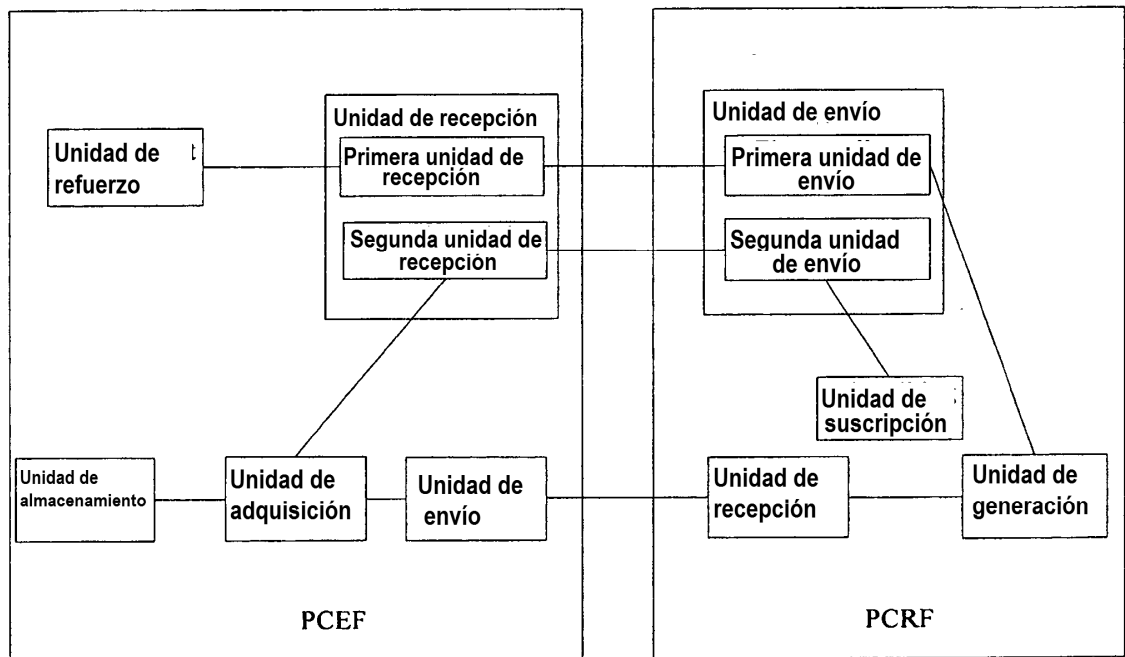 Unidad de recepción
Unidad de
refuerzo
Primera unidad de
recepción
Segunda unidad de
recepción
Unidad de
almacenamiento
Unidad de
adquisición
Unidad de
envío
PCEF
Unidad de envío
Primera unidad de
envío
Segunda unidad
de envío
Unidad de
suscripción
Unidad de
recepción
Unidad de
generación
PCRF